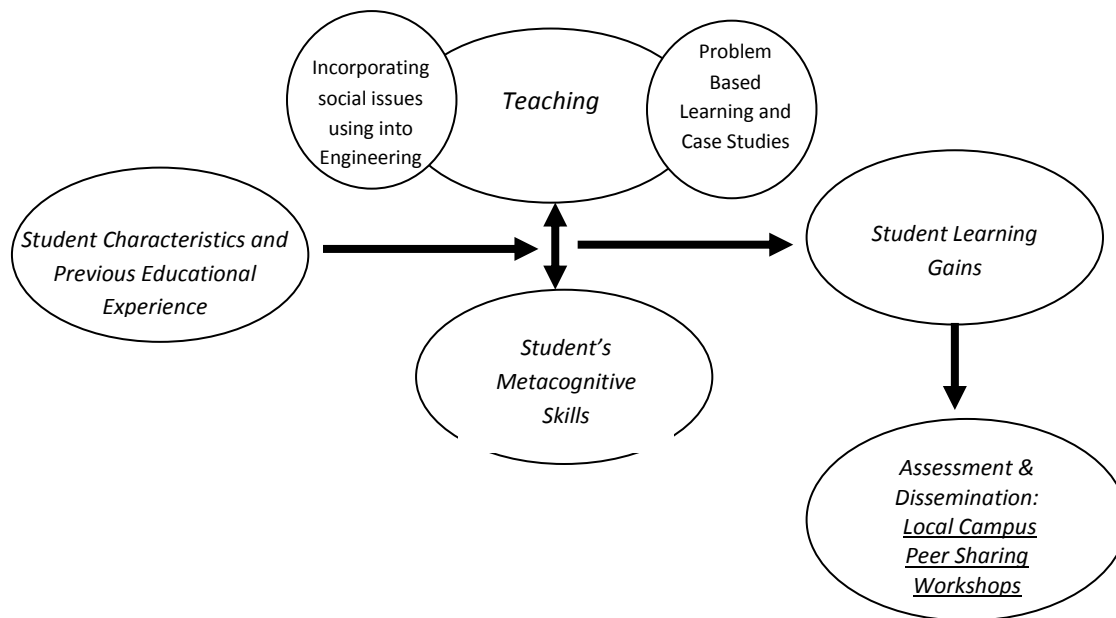 Incorporating
social issues
using into
Engineering
Teaching
Problem
Based
Learning and
Case Studies
Student Characteristics and
Previous Educational
Experience
Student Learning
Gains
Student’s
Metacognitive
Skills
Assessment &
Dissemination:
Local Campus
Peer Sharing
Workshops